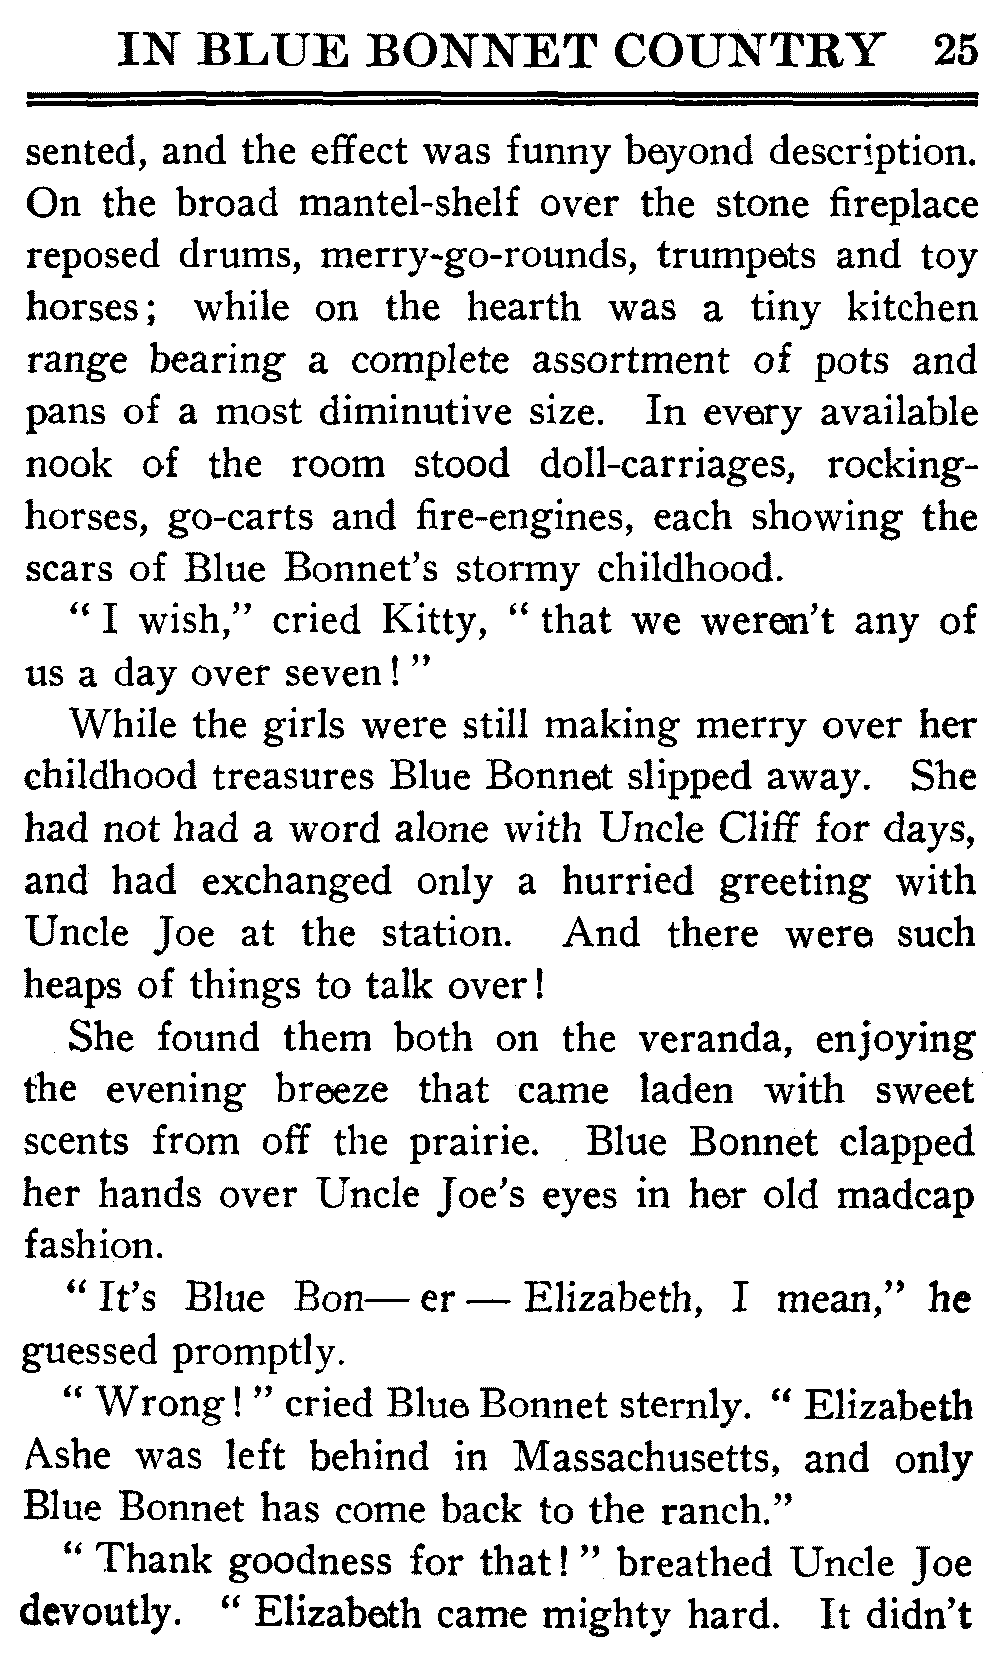 IN BLUE BONNET COUNTRY 25
sented, and the effect was funny beyond description.
On the broad mantel-shelf over the stone fireplace
reposed drums, merry-go-rounds, trumpets and toy
horses; while on the hearth was a tiny kitchen
range bearing a complete assortment of pots and
pans of a most diminutive size. In every available
nook of the room stood doll-carriages, rocking-
horses, go-carts and fire-engines, each showing the
scars of Blue Bonnet's stormy childhood.
" I wish," cried Kitty, " that we weren't any of
us a day over seven! "
While the girls were still making merry over her
childhood treasures Blue Bonnet slipped away. She
had not had a word alone with Uncle Cliff for days,
and had exchanged only a hurried greeting with
Uncle Joe at the station. And there were such
heaps of things to talk over!
She found them both on the veranda, enjoying
the evening breeze that came laden with sweet
scents from off the prairie. Blue Bonnet clapped
her hands over Uncle Joe's eyes in her old madcap
fashion.
" It's Blue Bon— er — Elizabeth, I mean," he
guessed promptly.
" Wrong! " cried Blue Bonnet sternly. " Elizabeth
Ashe was left behind in Massachusetts, and only
Blue Bonnet has come back to the ranch."
" Thank goodness for that! " breathed Uncle Joe
devoutly. " Elizabeth came mighty hard. It didn't